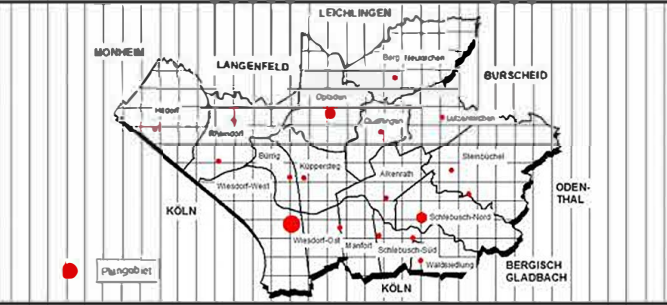 LEICHLINGEN
MONHEIM
LANGENFELD
Berg Neukirchen
BURSCHEID
Opladen
Hitdorf
Rheindorf
Quettingen
Lützenkirchen
Bürrig
Küppersteg
Steinbüchel
Wiesdorf-West
Alkenrath
ODEN-
THAL
KÖLN
Schlebusch-Nord
Wiesdorf-Ost
Manfort
Schlebusch-Süd
Waldsiedlung
BERGISCH
GLADBACH
Plangebiet
KÖLN